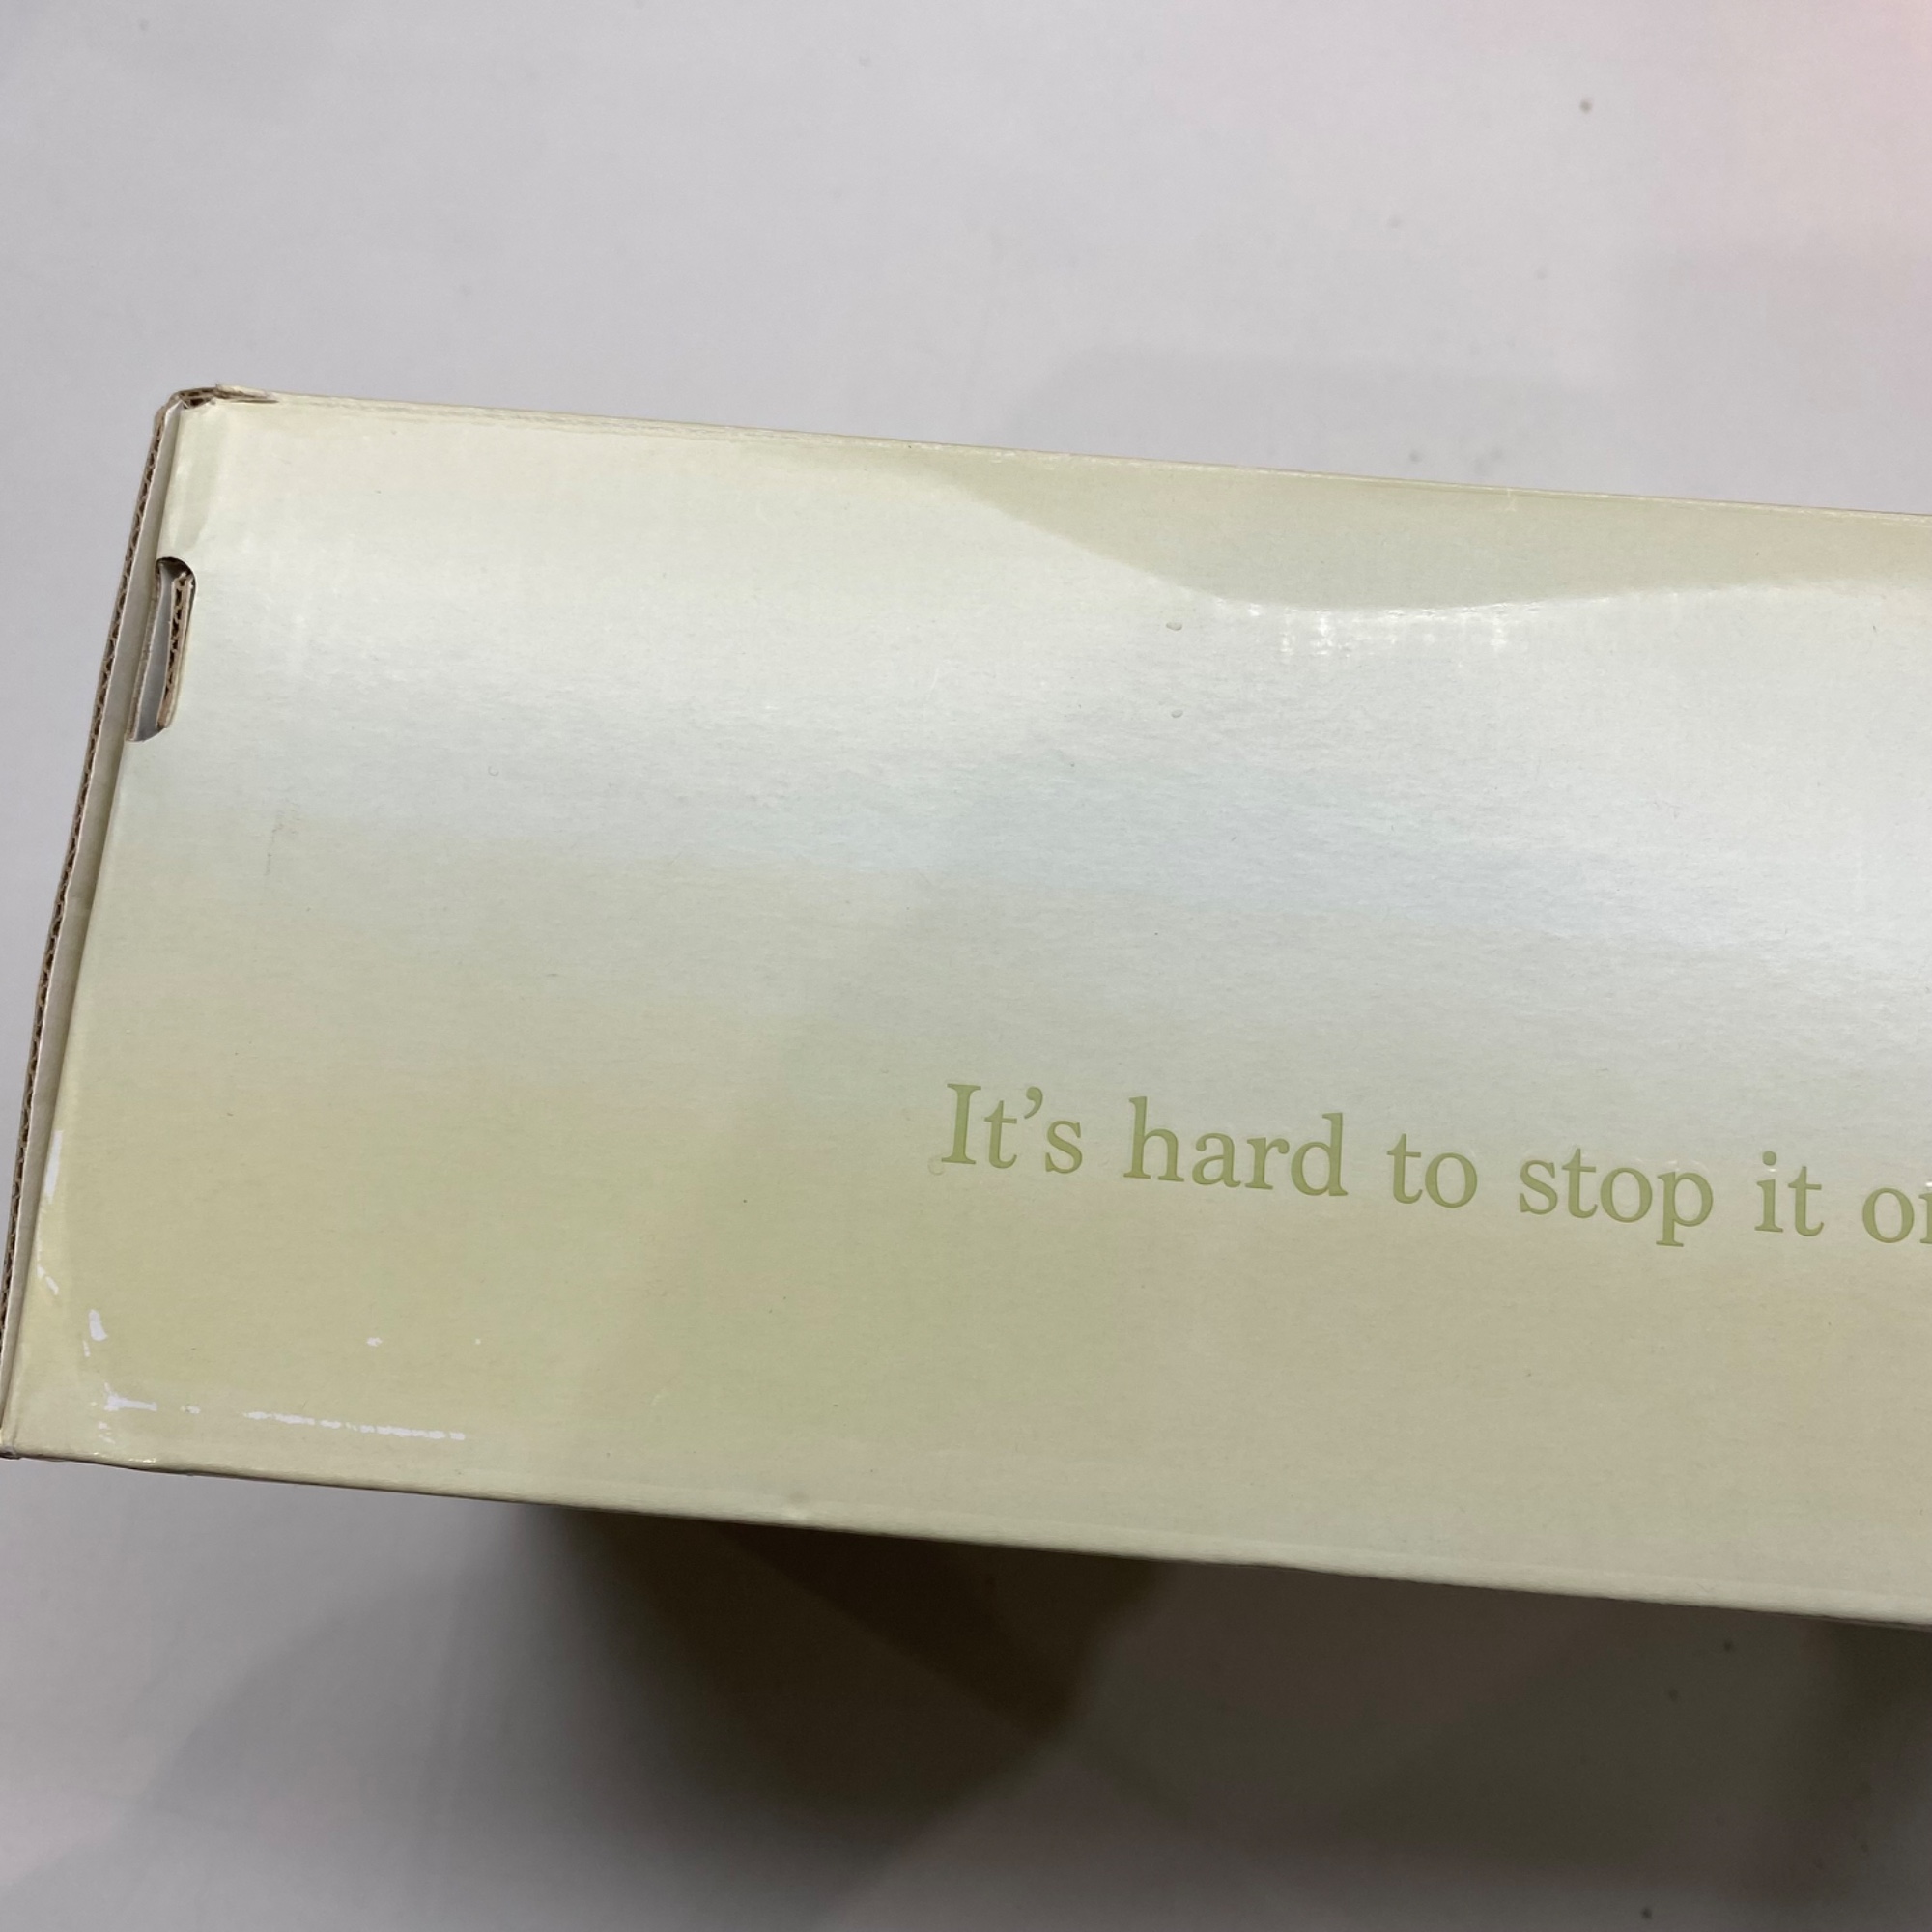 It’s hard to stop it